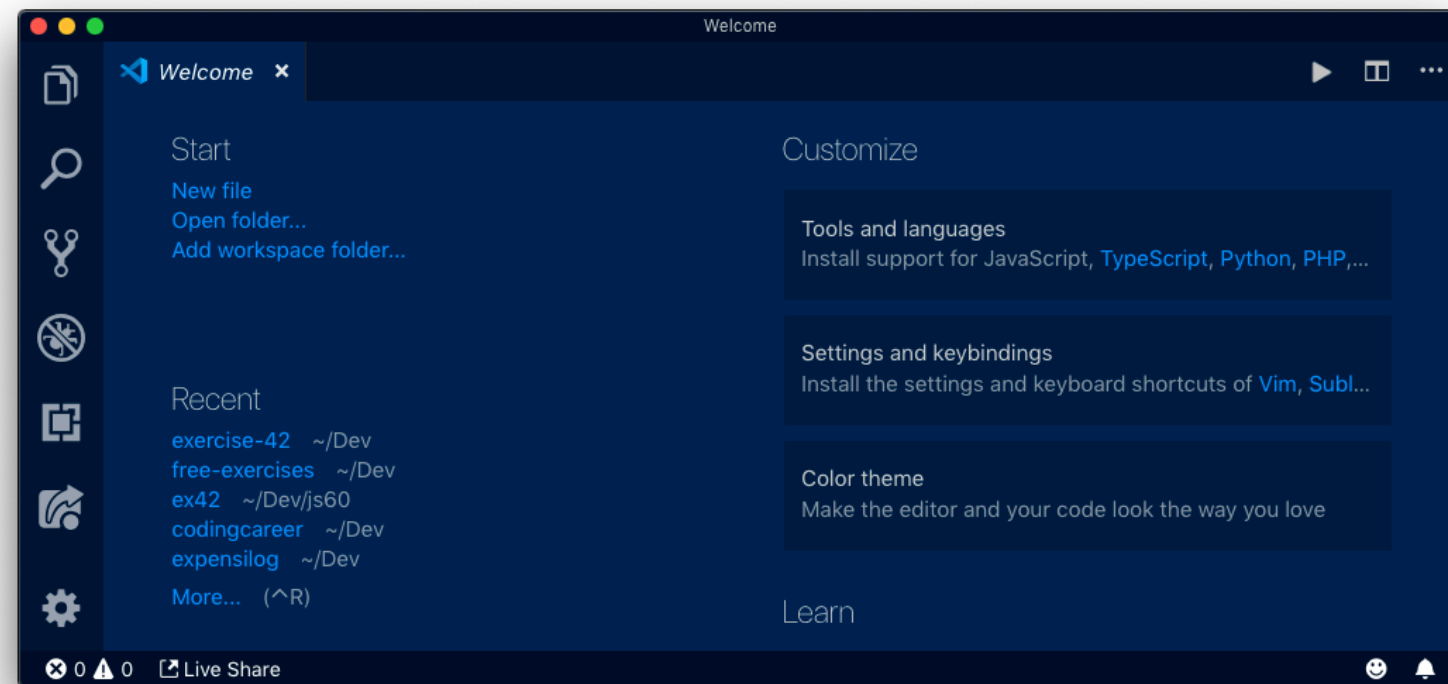 Welcome
Welcome
Start
New file
Open folder...
Add workspace folder...
Recent
exercise-42 ~/Dev
free-exercises ~/Dev
ex42 ~/Dev/js60
codingcareer ~/Dev
expensilog ~/Dev
More... (^R)
Customize
Tools and languages
Install support for JavaScript, TypeScript, Python, PHP,...
Settings and keybindings
Install the settings and keyboard shortcuts of Vim, Subl...
Color theme
Make the editor and your code look the way you love
Learn
0 0 Live Share